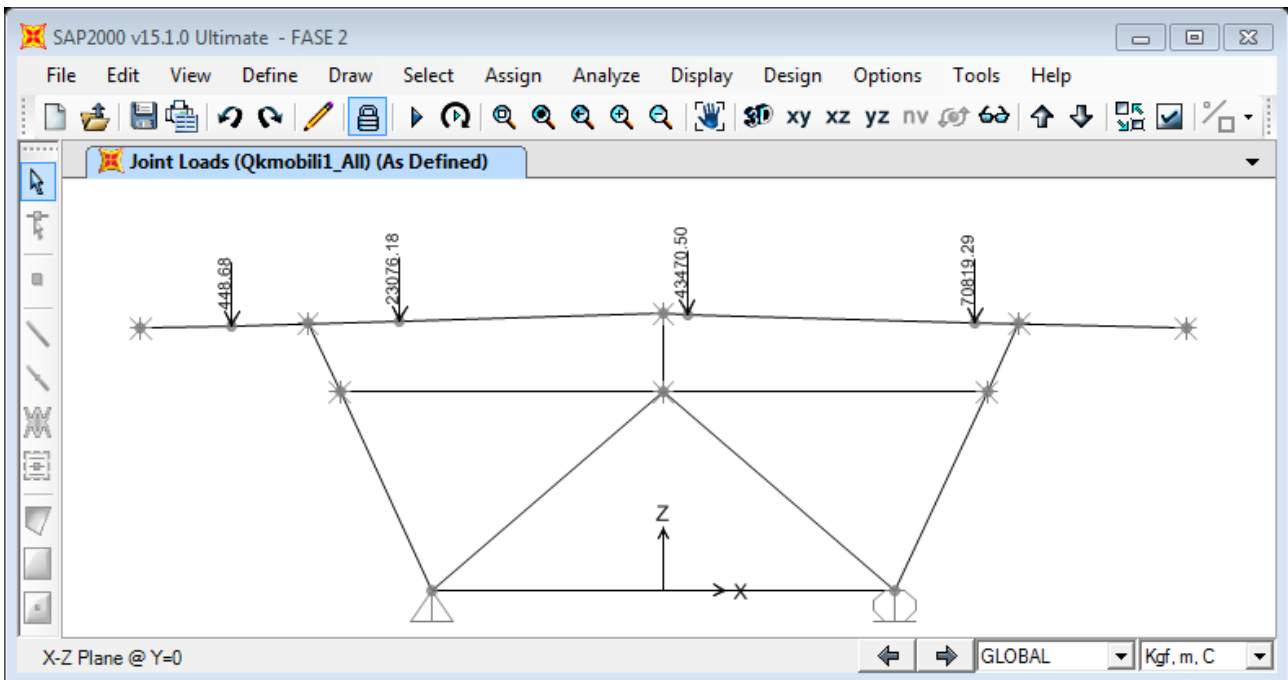 SAP2000 v15.1.0 Ultimate - FASE 2
File Edit View Define Draw Select Assign Analyze Display Design Options Tools Help
3D xy xz yz nv
Joint Loads (Qkmobili1_All) (As Defined)
448.68
23076.18
43470.50
70819.29
Z
X
X-Z Plane @ Y=0
GLOBAL
Kgf, m, C